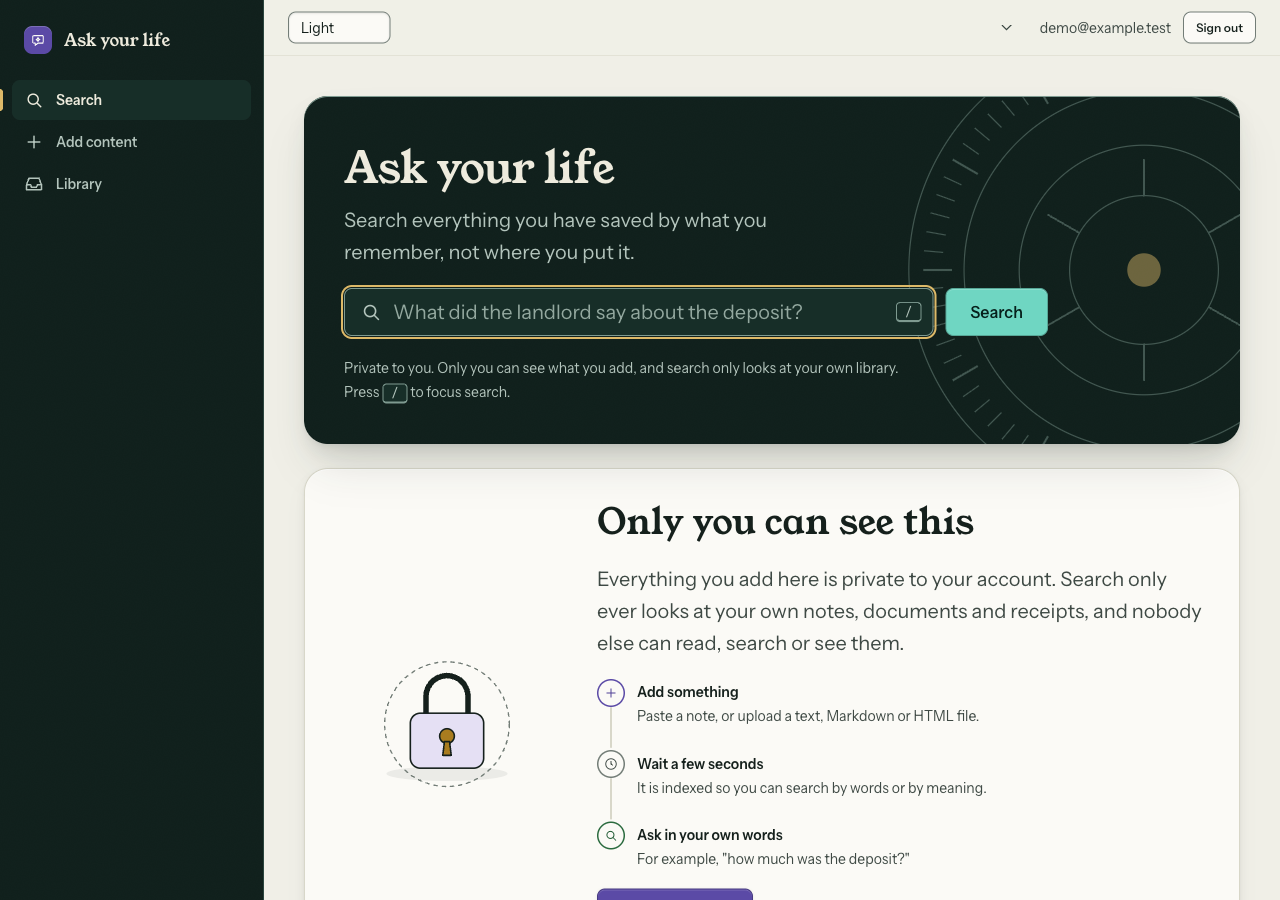 Ask your life
Search
Add content
Library
Light
demo@example.test
Sign out
Ask your life
Search everything you have saved by what you
remember, not where you put it.
What did the landlord say about the deposit?
/
Search
Private to you. Only you can see what you add, and search only looks at your own library.
Press / to focus search.
Only you can see this
Everything you add here is private to your account. Search only
ever looks at your own notes, documents and receipts, and nobody
else can read, search or see them.
Add something
Paste a note, or upload a text, Markdown or HTML file.
Wait a few seconds
It is indexed so you can search by words or by meaning.
Ask in your own words
For example, "how much was the deposit?"